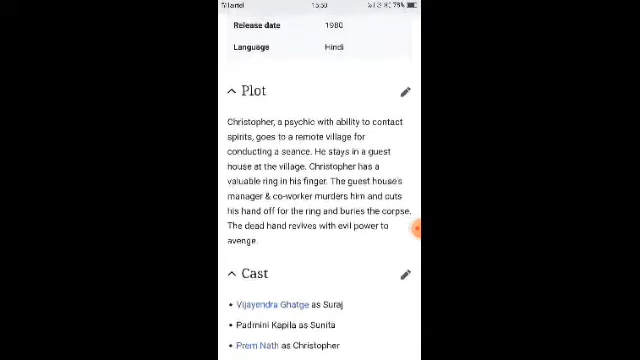 airtel 15:50 78%
Release date 1980
Language Hindi
Plot
Christopher, a psychic with ability to contact
spirits, goes to a remote village for
conducting a seance. He stays in a guest
house at the village. Christopher has a
valuable ring in his finger. The guest house's
manager & co-worker murders him and cuts
his hand off for the ring and buries the corpse.
The dead hand revives with evil power to
avenge.
Cast
• Vijayendra Ghatge as Suraj
• Padmini Kapila as Sunita
• Prem Nath as Christopher